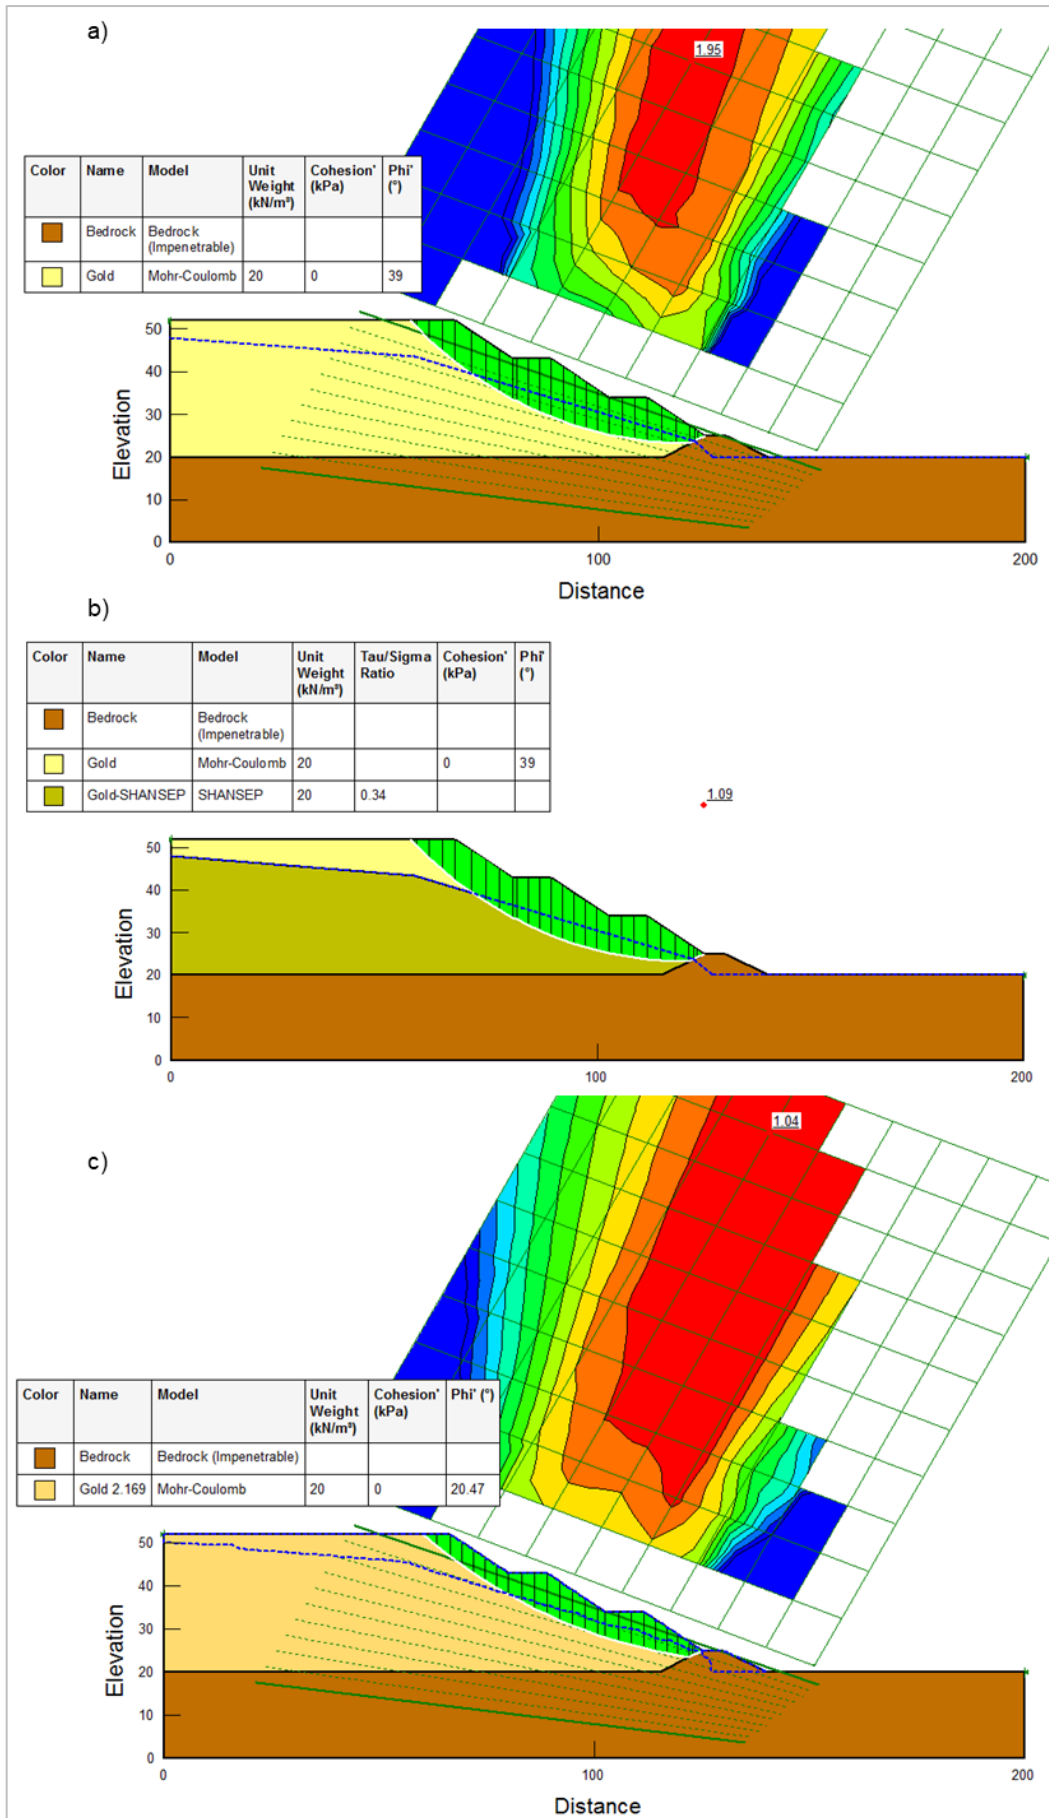 a)
1.95
Color Name Model Unit Weight (kN/m³) Cohesion' (kPa) Phi' (°)
Bedrock Bedrock (Impenetrable)
Gold Mohr-Coulomb 20 0 39
50
40
30
20
10
0
Elevation
0 100 200
Distance
b)
Color Name Model Unit Weight (kN/m³) Tau/Sigma Ratio Cohesion' (kPa) Phi' (°)
Bedrock Bedrock (Impenetrable)
Gold Mohr-Coulomb 20 0 39
Gold-SHANSEP SHANSEP 20 0.34
1.09
50
40
30
20
10
0
Elevation
0 100 200
c)
1.04
Color Name Model Unit Weight (kN/m³) Cohesion' (kPa) Phi' (°)
Bedrock Bedrock (Impenetrable)
Gold 2.169 Mohr-Coulomb 20 0 20.47
50
40
30
20
10
0
Elevation
0 100 200
Distance